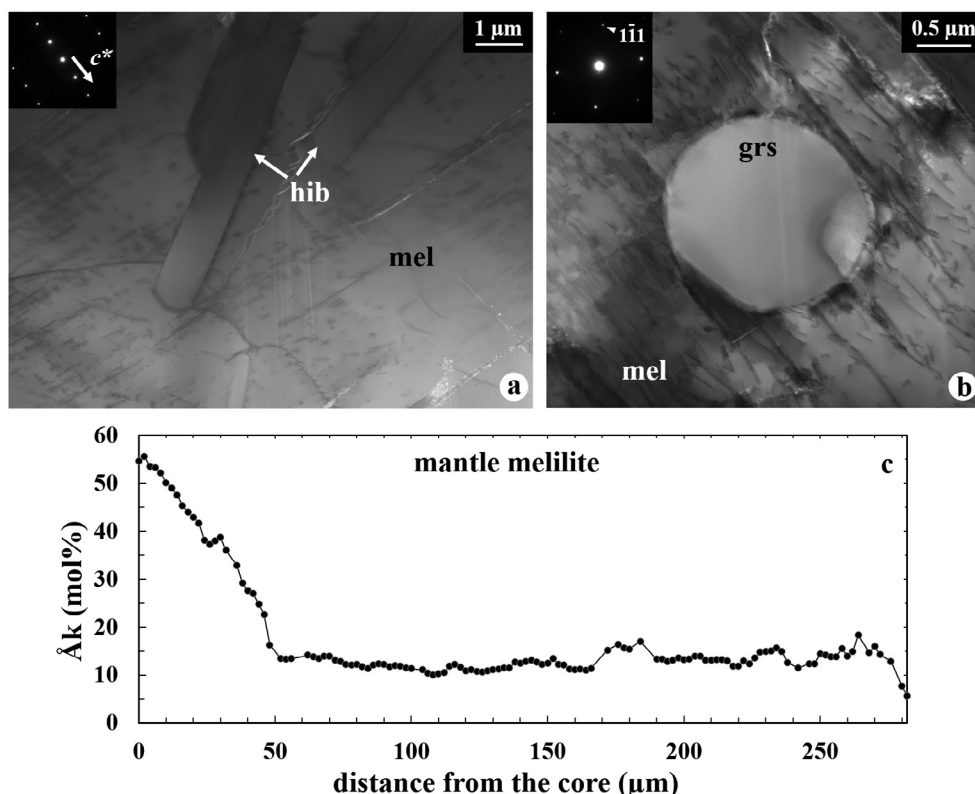 c*
1 μm
hib
mel
a
1̄11
0.5 μm
grs
mel
b
mantle melilite
c
Åk (mol%)
60
50
40
30
20
10
0
0
50
100
150
200
250
distance from the core (μm)